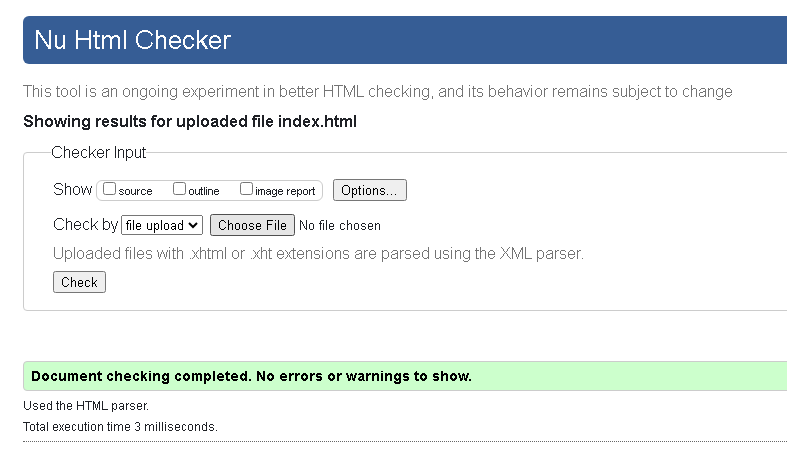 Nu Html Checker
This tool is an ongoing experiment in better HTML checking, and its behavior remains subject to change
Showing results for uploaded file index.html
Checker Input
Show source outline image report Options...
Check by file upload Choose File No file chosen
Uploaded files with .xhtml or .xht extensions are parsed using the XML parser.
Check
Document checking completed. No errors or warnings to show.
Used the HTML parser.
Total execution time 3 milliseconds.